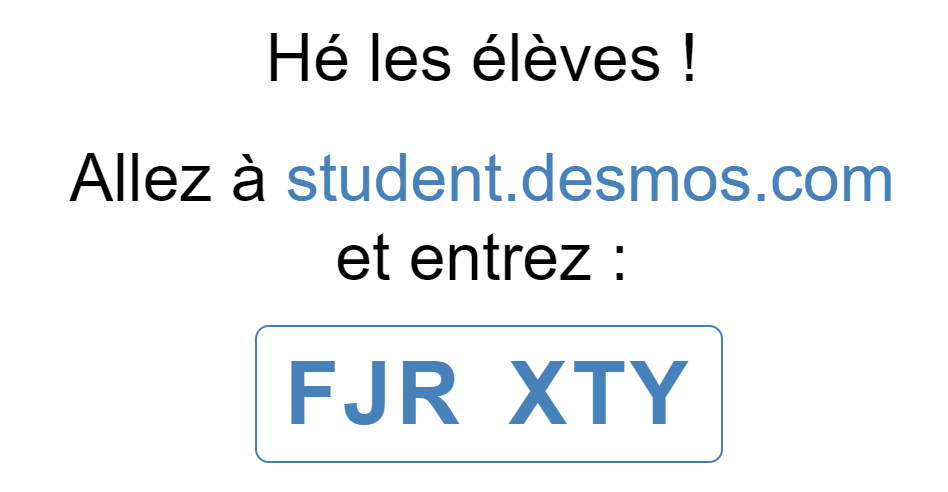 Hé les élèves !
Allez à student.desmos.com
et entrez :
FJR XTY